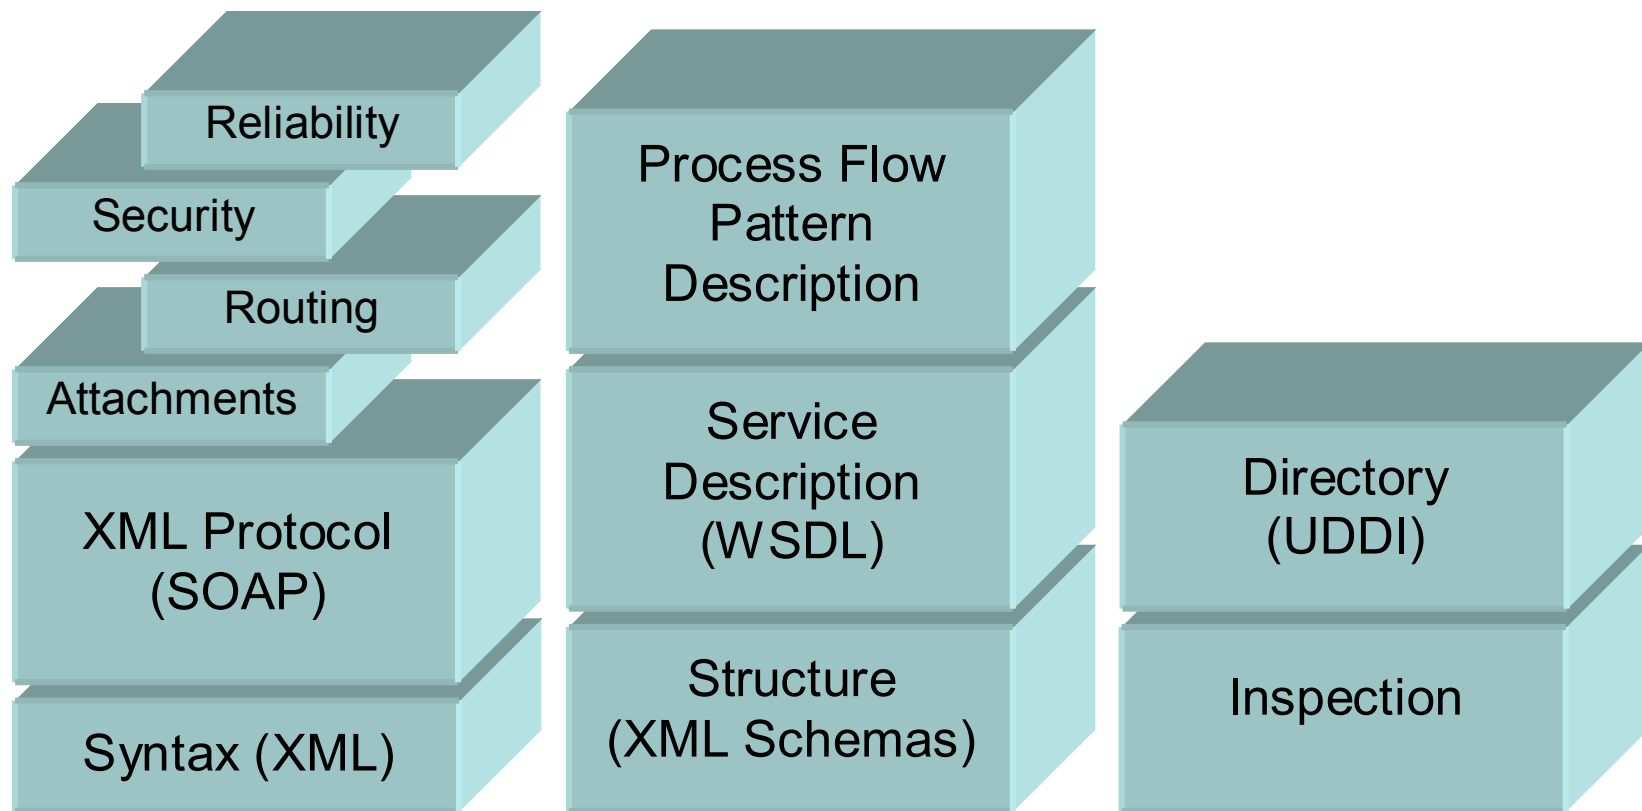 Reliability
Security
Routing
Attachments
XML Protocol
(SOAP)
Syntax (XML)
Process Flow
Pattern
Description
Service
Description
(WSDL)
Structure
(XML Schemas)
Directory
(UDDI)
Inspection